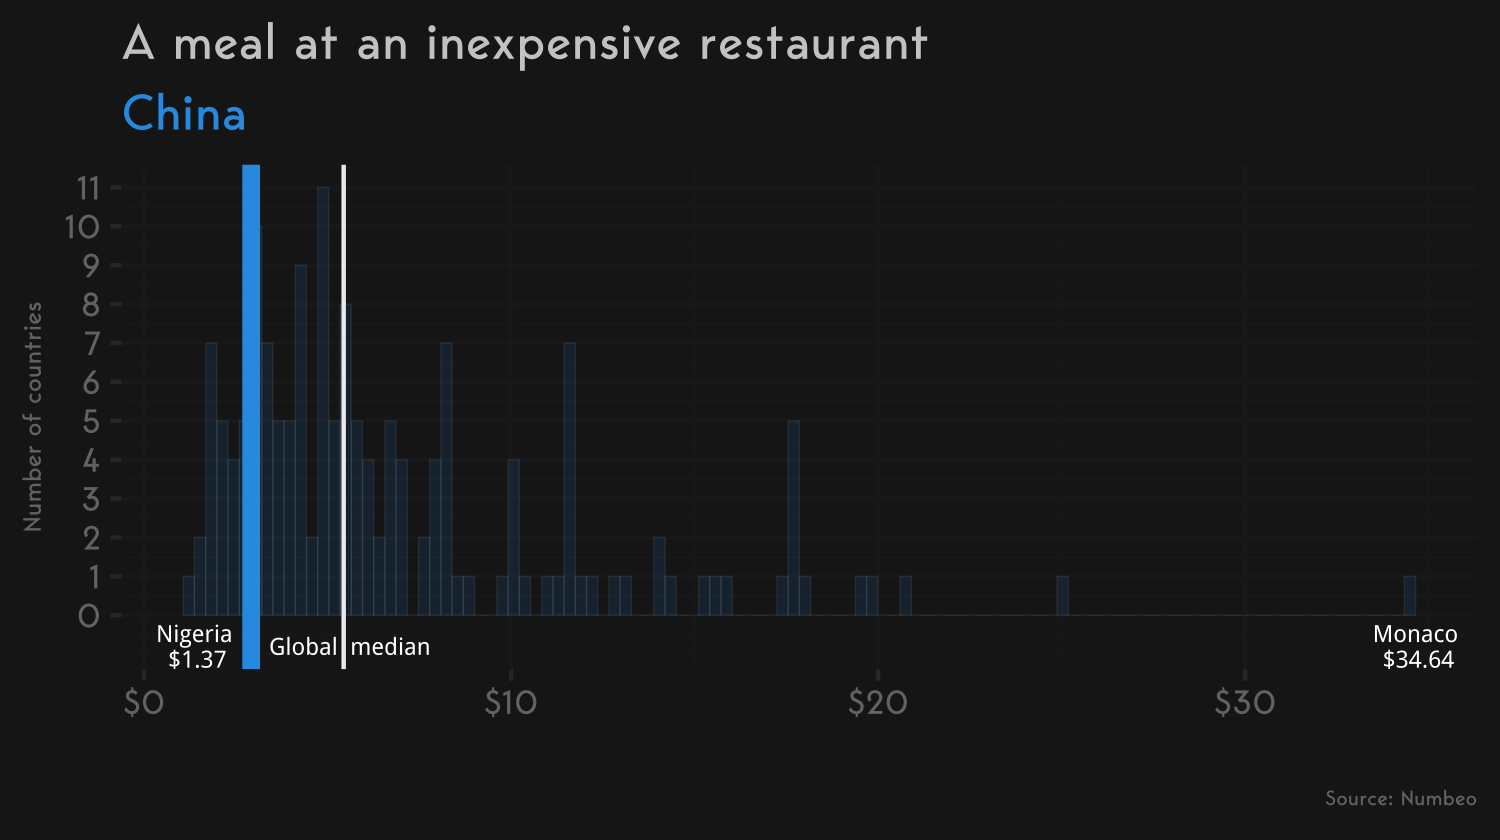 A meal at an inexpensive restaurant
China
Number of countries
11
10
9
8
7
6
5
4
3
2
1
0
Nigeria
$1.37
Global median
Monaco
$34.64
$0 $10 $20 $30
Source: Numbeo